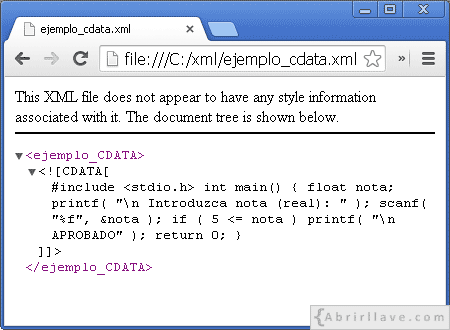 ejemplo_cdata.xml
file:///C:/xml/ejemplo_cdata.xml
This XML file does not appear to have any style information
associated with it. The document tree is shown below.
<ejemplo_CDATA>
<![CDATA[
#include <stdio.h> int main() { float nota;
printf( "\n Introduzca nota (real): " ); scanf(
"%f", &nota ); if ( 5 <= nota ) printf( "\n
APROBADO" ); return 0; }
]]>
</ejemplo_CDATA>
{Abrirllave.com